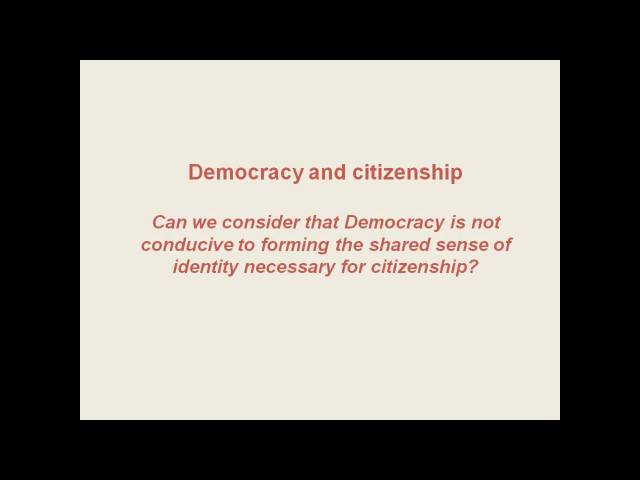 Democracy and citizenship
Can we consider that Democracy is not
conducive to forming the shared sense of
identity necessary for citizenship?